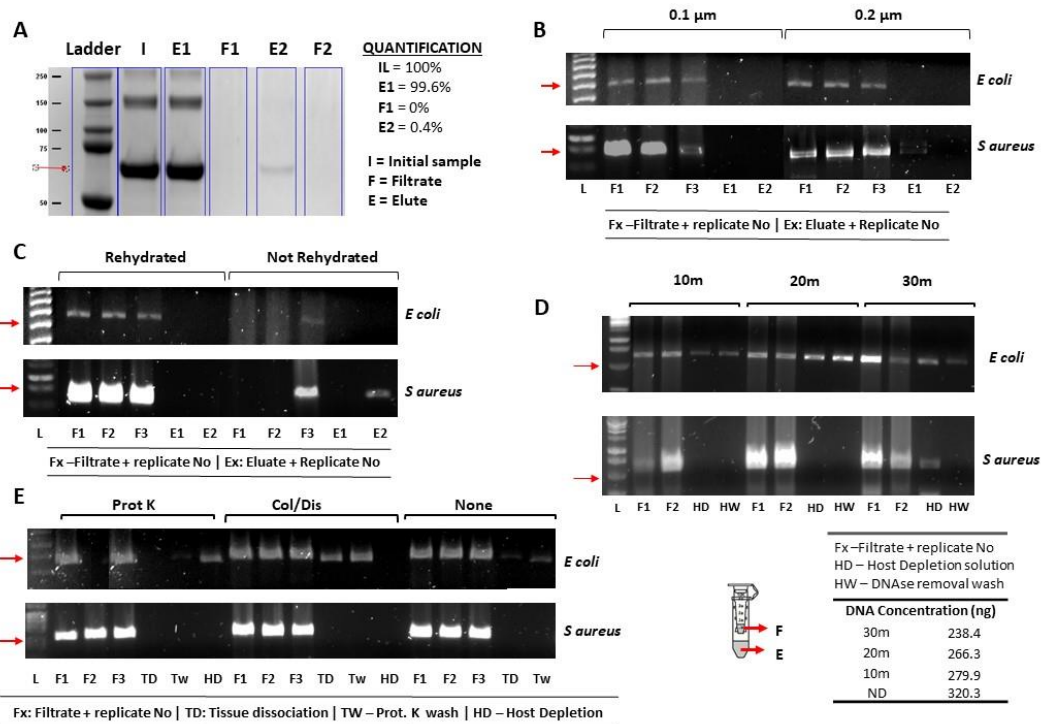 A
Ladder I E1 F1 E2 F2
250
150
100
75
50
QUANTIFICATION
IL = 100%
E1 = 99.6%
F1 = 0%
E2 = 0.4%
I = Initial sample
F = Filtrate
E = Elute
B
0.1 µm 0.2 µm
E coli
S aureus
L F1 F2 F3 E1 E2 F1 F2 F3 E1 E2
Fx –Filtrate + replicate No | Ex: Eluate + Replicate No
C
Rehydrated Not Rehydrated
E coli
S aureus
L F1 F2 F3 E1 E2 F1 F2 F3 E1 E2
Fx –Filtrate + replicate No | Ex: Eluate + Replicate No
D
10m 20m 30m
E coli
S aureus
L F1 F2 HD HW F1 F2 HD HW F1 F2 HD HW
Fx –Filtrate + replicate No
HD – Host Depletion solution
HW – DNAse removal wash
DNA Concentration (ng)
30m 238.4
20m 266.3
10m 279.9
ND 320.3
F
E
E
Prot K Col/Dis None
E coli
S aureus
L F1 F2 F3 TD Tw HD F1 F2 F3 TD Tw HD F1 F2 F3 TD Tw
Fx: Filtrate + replicate No | TD: Tissue dissociation | TW – Prot. K wash | HD – Host Depletion